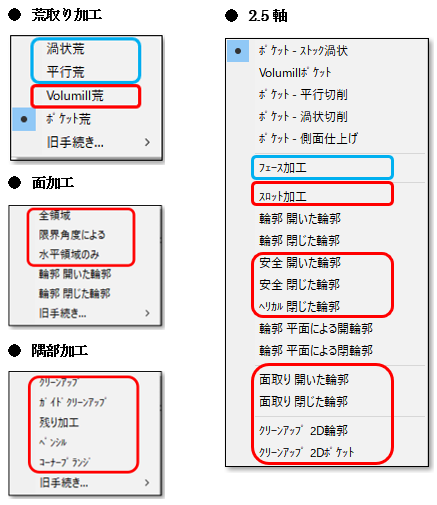 ● 荒取り加工
渦状荒
平行荒
Volumill荒
ﾎﾟｹｯﾄ荒
旧手続き...
● 面加工
全領域
限界角度による
水平領域のみ
輪郭 開いた輪郭
輪郭 閉じた輪郭
旧手続き...
● 隅部加工
ｸﾘｰﾝｱｯﾌﾟ
ｶﾞｲﾄﾞ ｸﾘｰﾝｱｯﾌﾟ
残り加工
ﾍﾟﾝｼﾙ
ｺｰﾅｰﾌﾟﾗﾝｼﾞ
旧手続き...
● 2.5 軸
ﾎﾟｹｯﾄ - ｽﾄｯｸ渦状
Volumillﾎﾟｹｯﾄ
ﾎﾟｹｯﾄ - 平行切削
ﾎﾟｹｯﾄ - 渦状切削
ﾎﾟｹｯﾄ - 側面仕上げ
ﾌｪｰｽ加工
ｽﾛｯﾄ加工
輪郭 開いた輪郭
輪郭 閉じた輪郭
安全 開いた輪郭
安全 閉じた輪郭
ﾍﾘｶﾙ 閉じた輪郭
輪郭 平面による開輪郭
輪郭 平面による閉輪郭
面取り 開いた輪郭
面取り 閉じた輪郭
ｸﾘｰﾝｱｯﾌﾟ 2D輪郭
ｸﾘｰﾝｱｯﾌﾟ 2Dﾎﾟｹｯﾄ